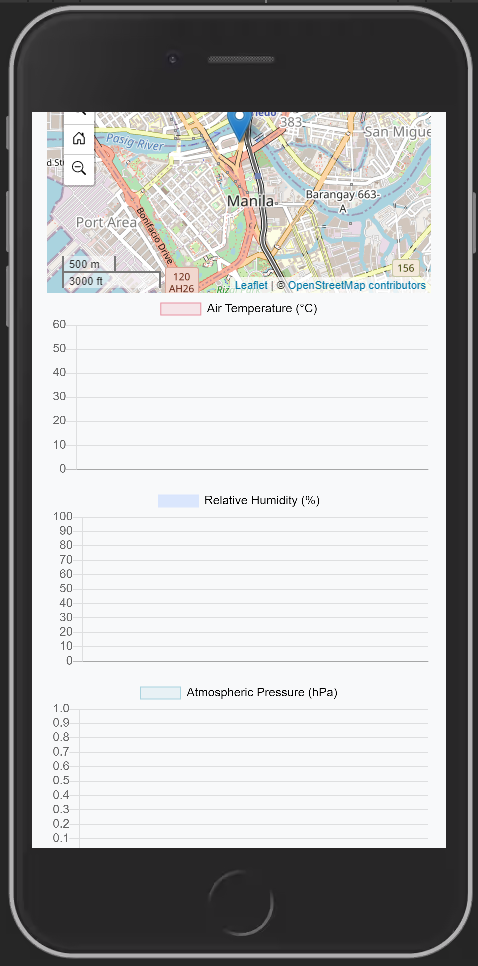 383
San Migue
Pasig River
d St
Barangay 663-
A
Manila
Port Area
Bonifacio Drive
500 m
3000 ft
120
AH26
156
Leaflet | © OpenStreetMap contributors
Air Temperature (°C)
60
50
40
30
20
10
0
Relative Humidity (%)
100
90
80
70
60
50
40
30
20
10
0
Atmospheric Pressure (hPa)
1.0
0.9
0.8
0.7
0.6
0.5
0.4
0.3
0.2
0.1